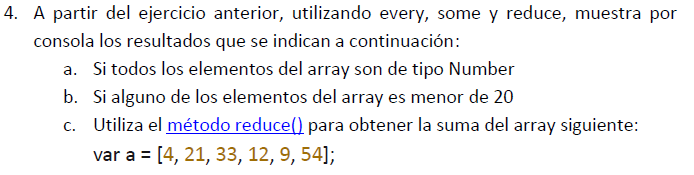 4. A partir del ejercicio anterior, utilizando every, some y reduce, muestra por
consola los resultados que se indican a continuación:
a. Si todos los elementos del array son de tipo Number
b. Si alguno de los elementos del array es menor de 20
c. Utiliza el método reduce() para obtener la suma del array siguiente:
var a = [4, 21, 33, 12, 9, 54];